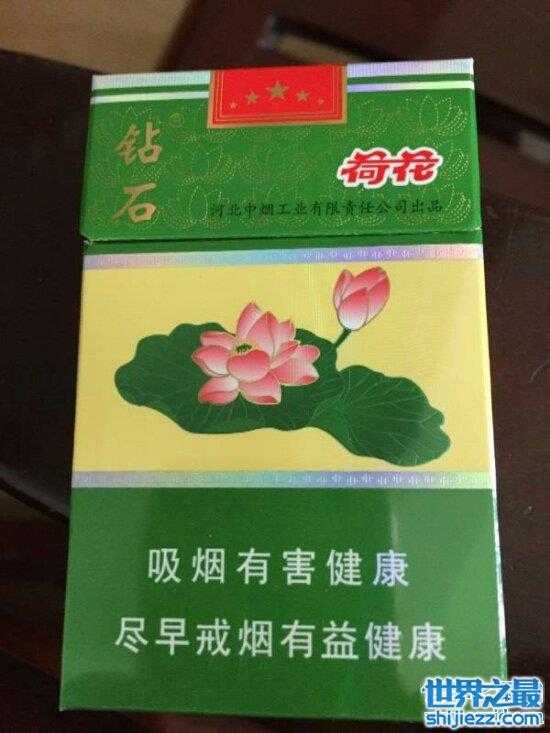 钻石®
荷花
河北中烟工业有限责任公司出品
吸烟有害健康
尽早戒烟有益健康
世界之最
shijiezzl.com